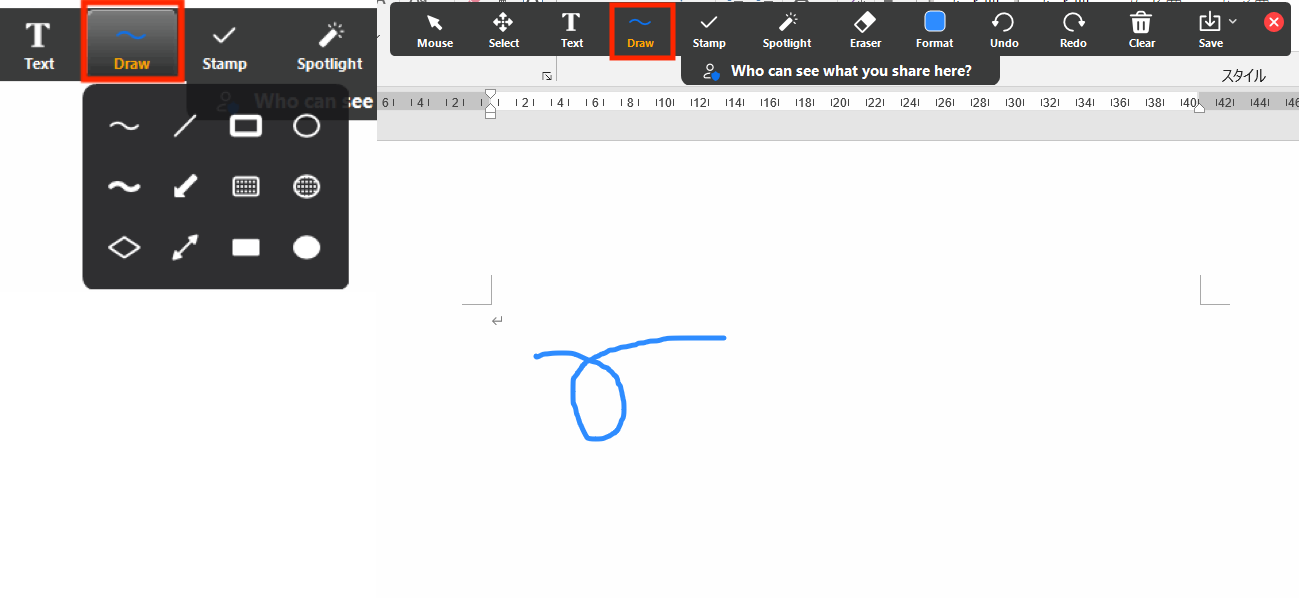 Text Draw Stamp Spotlight
Who can see
Mouse Select Text Draw Stamp Spotlight Eraser Format Undo Redo Clear Save
Who can see what you share here?
スタイル
6 4 2 2 4 6 8 10 12 14 16 18 20 22 24 26 28 30 32 34 36 38 40 42 44 46